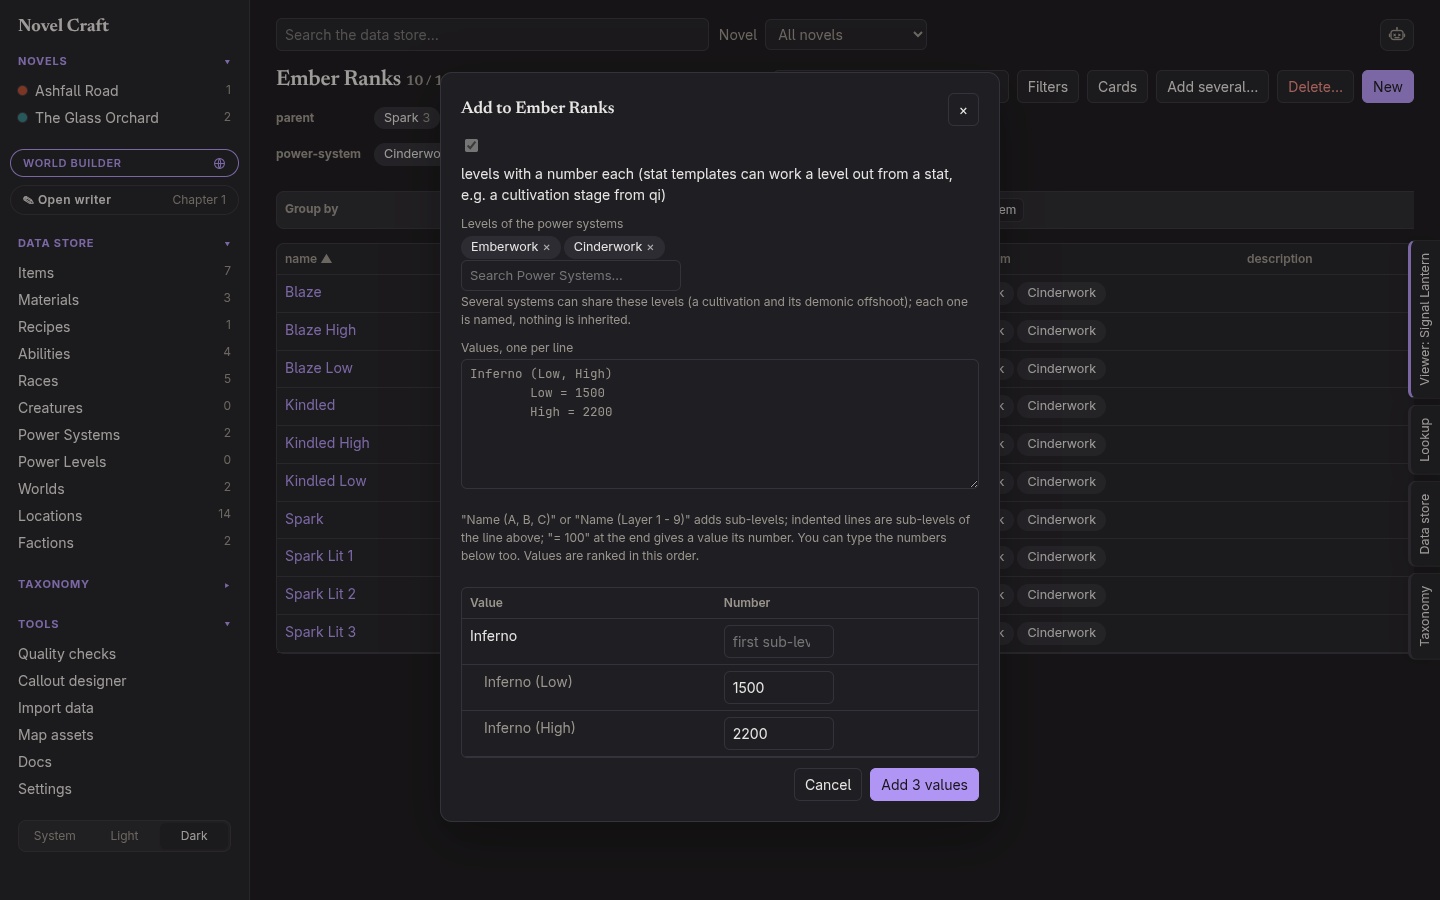 Novel Craft
Search the data store...
Novel
All novels
NOVELS
Ashfall Road 1
The Glass Orchard 2
WORLD BUILDER
✎ Open writer Chapter 1
DATA STORE
Items 7
Materials 3
Recipes 1
Abilities 4
Races 5
Creatures 0
Power Systems 2
Power Levels 0
Worlds 2
Locations 14
Factions 2
TAXONOMY
TOOLS
Quality checks
Callout designer
Import data
Map assets
Docs
Settings
System Light Dark
Ember Ranks 10 / 1
Filters
Cards
Add several...
Delete...
New
parent Spark 3
power-system Cinderwo
Group by
em
name ▲
m
description
Blaze
Cinderwork
Blaze High
Cinderwork
Blaze Low
Cinderwork
Kindled
Cinderwork
Kindled High
Cinderwork
Kindled Low
Cinderwork
Spark
Cinderwork
Spark Lit 1
Cinderwork
Spark Lit 2
Cinderwork
Spark Lit 3
Cinderwork
Add to Ember Ranks
×
levels with a number each (stat templates can work a level out from a stat,
e.g. a cultivation stage from qi)
Levels of the power systems
Emberwork × Cinderwork ×
Search Power Systems...
Several systems can share these levels (a cultivation and its demonic offshoot); each one
is named, nothing is inherited.
Values, one per line
Inferno (Low, High)
Low = 1500
High = 2200
"Name (A, B, C)" or "Name (Layer 1 - 9)" adds sub-levels; indented lines are sub-levels of
the line above; "= 100" at the end gives a value its number. You can type the numbers
below too. Values are ranked in this order.
Value Number
Inferno first sub-lev
Inferno (Low) 1500
Inferno (High) 2200
Cancel
Add 3 values
Viewer: Signal Lantern
Lookup
Data store
Taxonomy